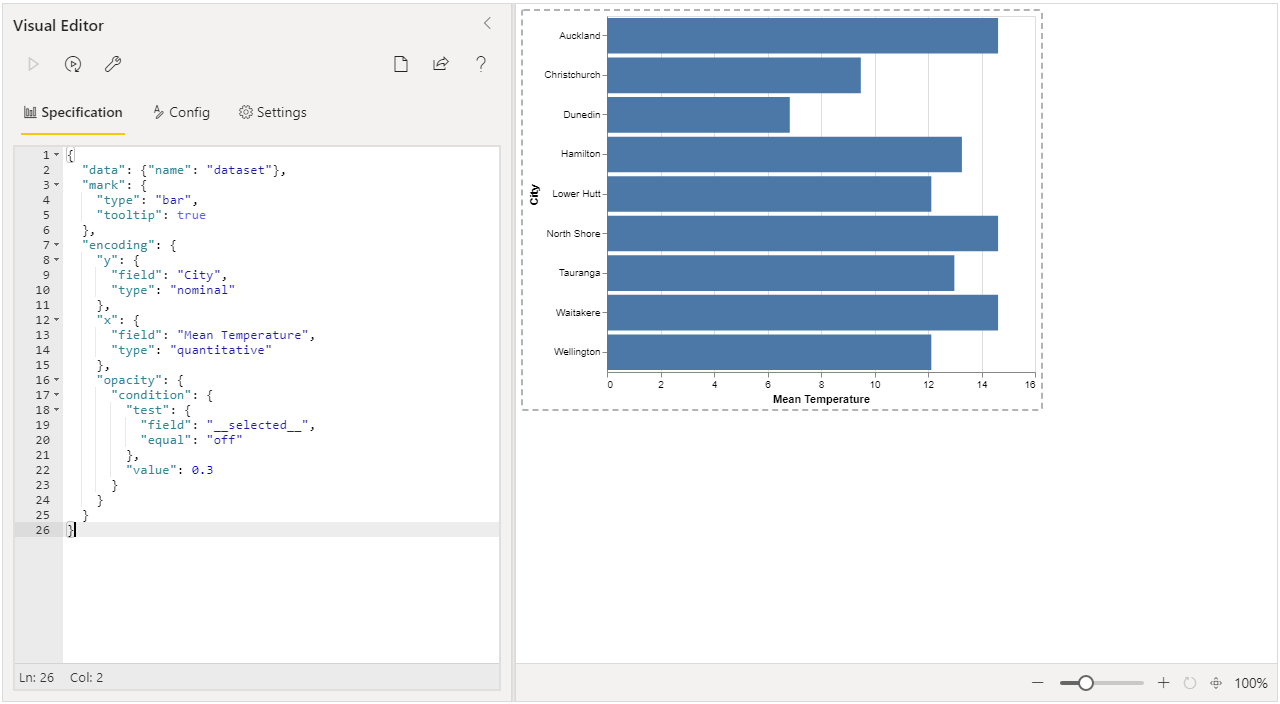 Visual Editor
Specification
Config
Settings
1 {
2   "data": {"name": "dataset"},
3   "mark": {
4     "type": "bar",
5     "tooltip": true
6   },
7   "encoding": {
8     "y": {
9       "field": "City",
10       "type": "nominal"
11     },
12     "x": {
13       "field": "Mean Temperature",
14       "type": "quantitative"
15     },
16     "opacity": {
17       "condition": {
18         "test": {
19           "field": "__selected__",
20           "equal": "off"
21         },
22         "value": 0.3
23       }
24     }
25   }
26 }
Ln: 26 Col: 2
City
Auckland
Christchurch
Dunedin
Hamilton
Lower Hutt
North Shore
Tauranga
Waitakere
Wellington
0 2 4 6 8 10 12 14 16
Mean Temperature
100%